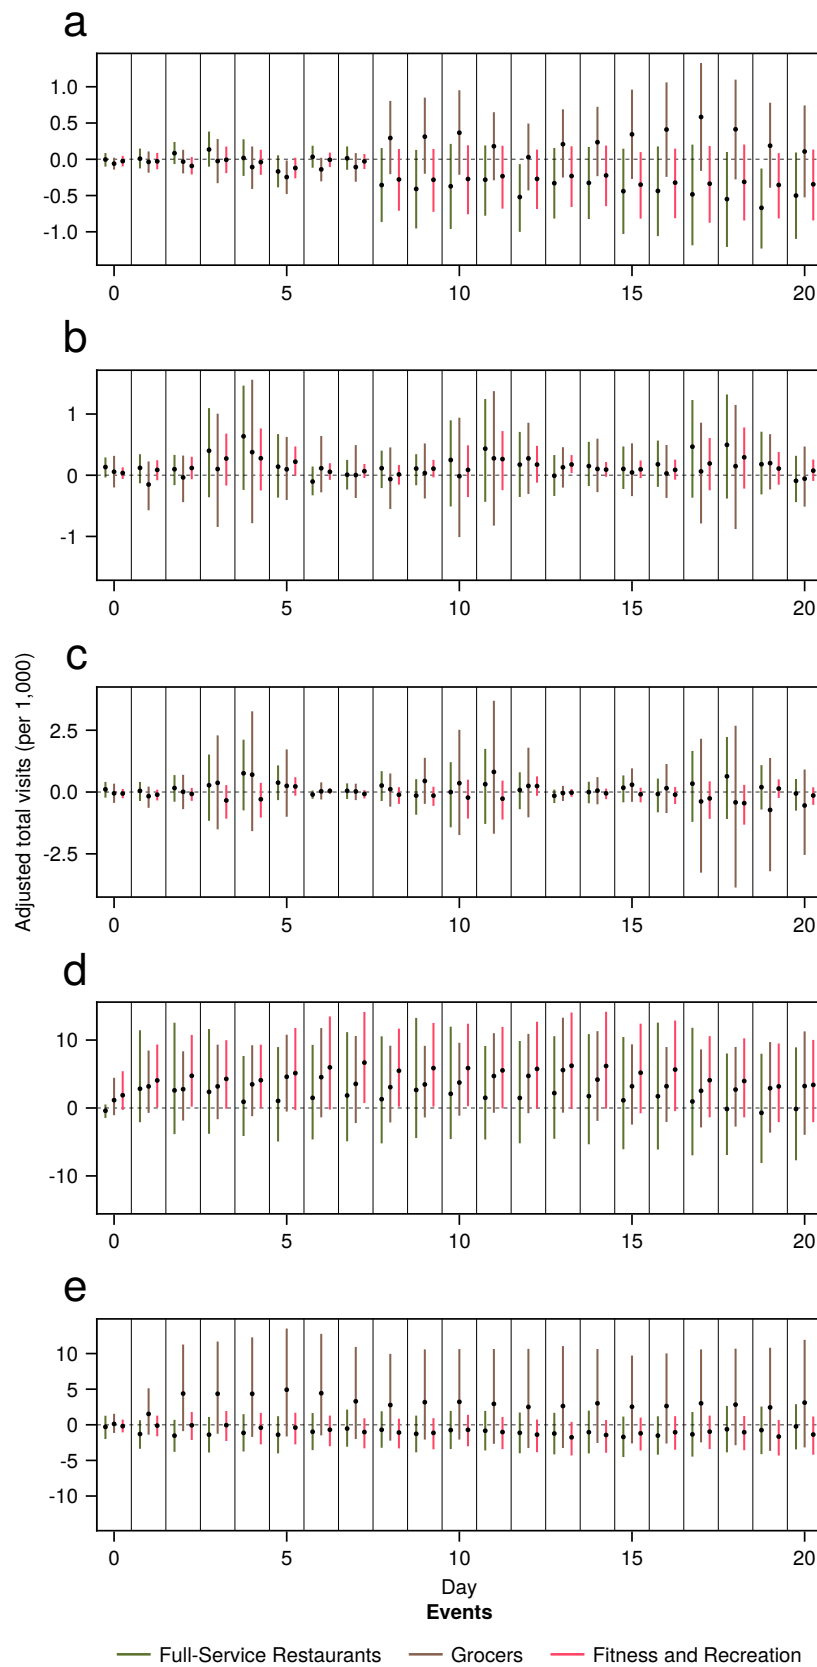 a
1.0
0.5
0.0
-0.5
-1.0
0 5 10 15 20
b
1
0
-1
0 5 10 15 20
c
2.5
0.0
-2.5
0 5 10 15 20
Adjusted total visits (per 1,000)
d
10
0
-10
0 5 10 15 20
e
10
5
0
-5
-10
0 5 10 15 20
Day
Events
Full-Service Restaurants Grocers Fitness and Recreation